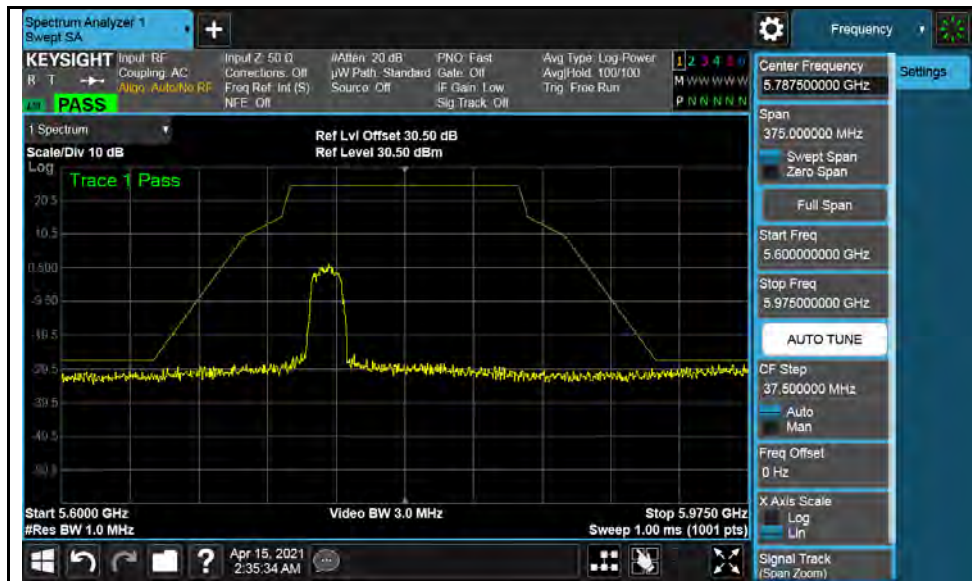 Spectrum Analyzer 1
Swept SA
+
Frequency
KEYSIGHT
R T
PASS
Input: RF
Coupling: AC
Align: Auto/No RF
Input Z: 50 Ω
Corrections: Off
Freq Ref: Int (S)
NFE: Off
#Atten: 20 dB
µW Path: Standard
Source: Off
PNO: Fast
Gate: Off
IF Gain: Low
Sig Track: Off
Avg Type: Log-Power
Avg|Hold: 100/100
Trig: Free Run
1 2 3 4 5 6
M W W W W W
P N N N N N
1 Spectrum
Scale/Div 10 dB
Ref Lvl Offset 30.50 dB
Ref Level 30.50 dBm
Log
Trace 1 Pass
20.5
10.5
0.500
-9.50
-19.5
-29.5
-39.5
-49.5
-59.5
Start 5.6000 GHz
#Res BW 1.0 MHz
Video BW 3.0 MHz
Stop 5.9750 GHz
Sweep 1.00 ms (1001 pts)
?
Apr 15, 2021
2:35:34 AM
Center Frequency
5.787500000 GHz
Settings
Span
375.000000 MHz
Swept Span
Zero Span
Full Span
Start Freq
5.600000000 GHz
Stop Freq
5.975000000 GHz
AUTO TUNE
CF Step
37.500000 MHz
Auto
Man
Freq Offset
0 Hz
X Axis Scale
Log
Lin
Signal Track
(Span Zoom)